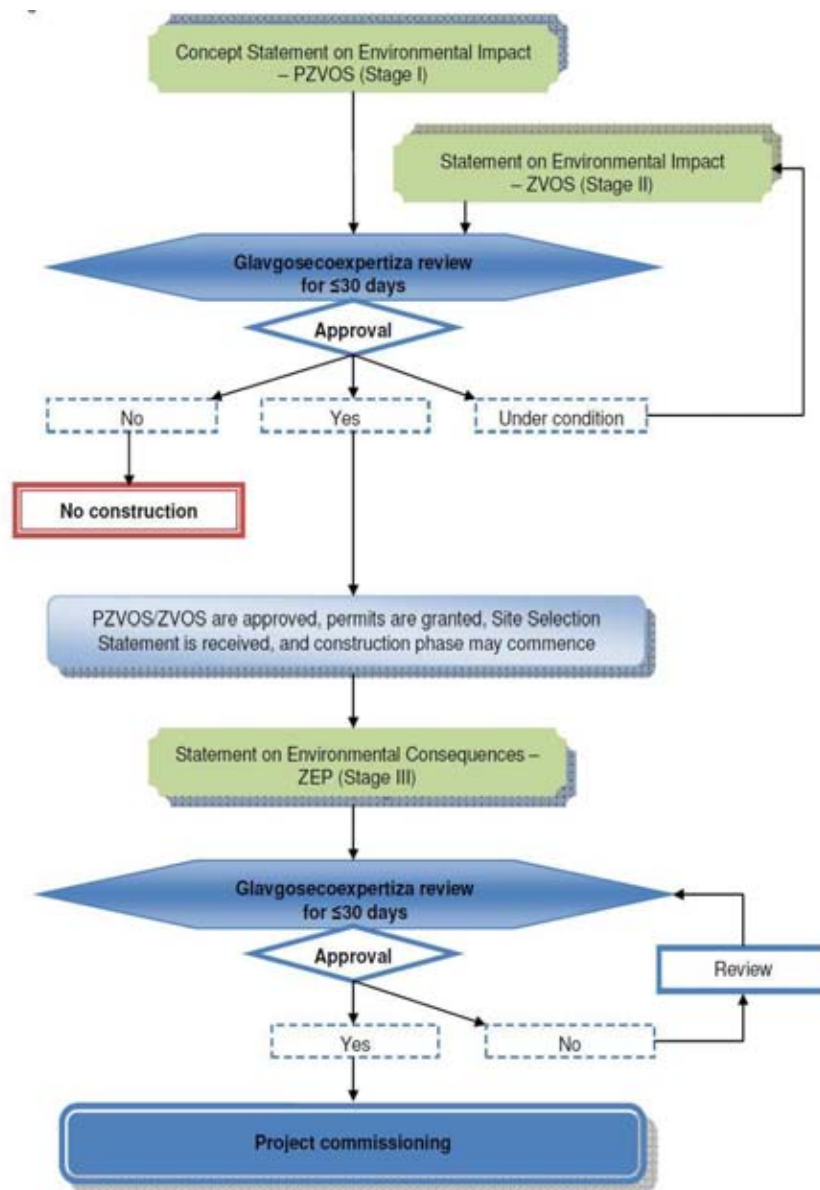 Concept Statement on Environmental Impact
– PZVOS (Stage I)
Statement on Environmental Impact
– ZVOS (Stage II)
Glavgosecoexpertiza review
for ≤30 days
Approval
No
Yes
Under condition
No construction
PZVOS/ZVOS are approved, permits are granted, Site Selection
Statement is received, and construction phase may commence
Statement on Environmental Consequences –
ZEP (Stage III)
Glavgosecoexpertiza review
for ≤30 days
Approval
Review
Yes
No
Project commissioning